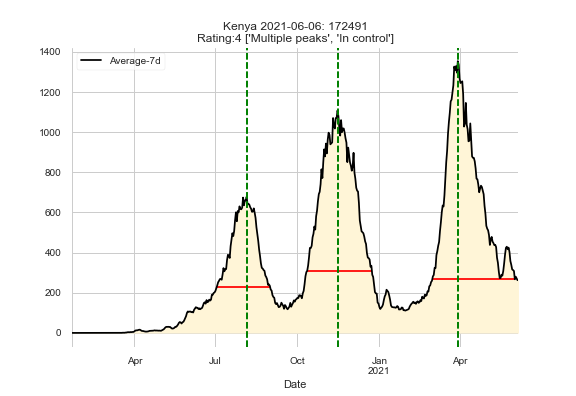 Kenya 2021-06-06: 172491
Rating:4 ['Multiple peaks', 'In control']
Average-7d
1400
1200
1000
800
600
400
200
0
Apr Jul Oct Jan Apr
2021
Date